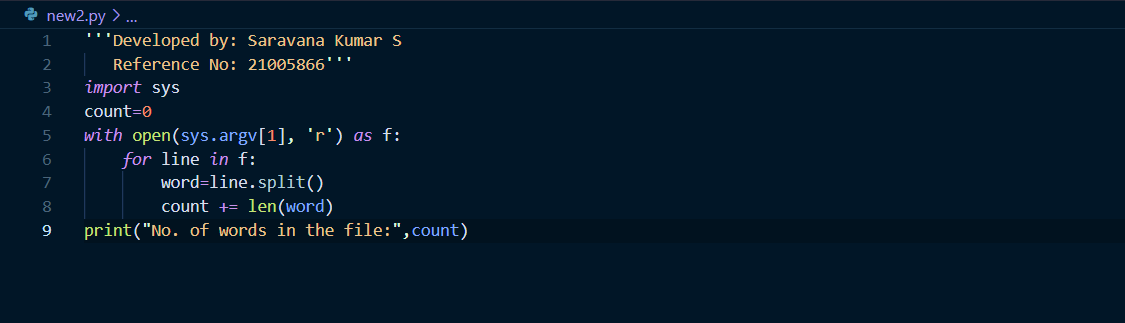 new2.py > ...
1 '''Developed by: Saravana Kumar S
2    Reference No: 21005866'''
3 import sys
4 count=0
5 with open(sys.argv[1], 'r') as f:
6     for line in f:
7         word=line.split()
8         count += len(word)
9 print("No. of words in the file:",count)